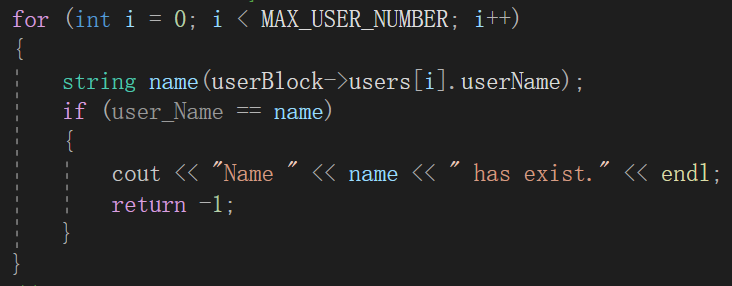 for (int i = 0; i < MAX_USER_NUMBER; i++)
{
    string name(userBlock->users[i].userName);
    if (user_Name == name)
    {
        cout << "Name " << name << " has exist." << endl;
        return -1;
    }
}